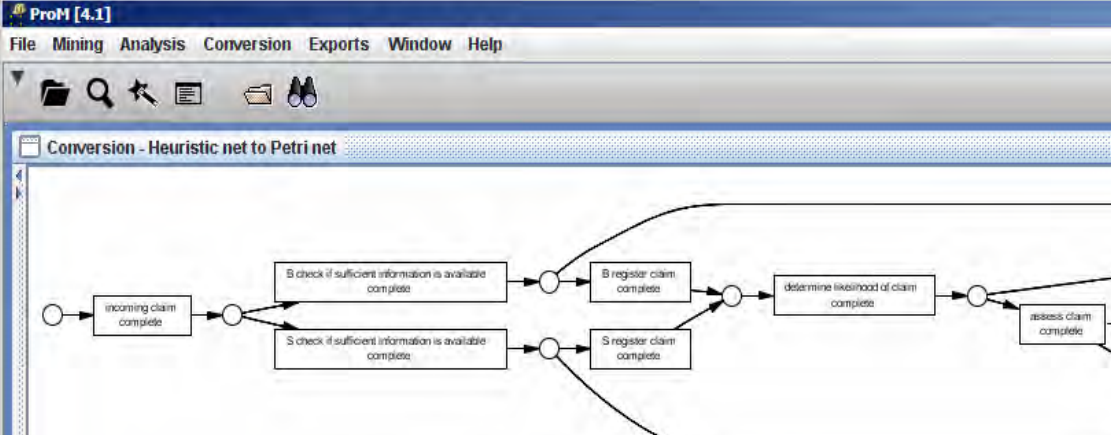 ProM [4.1]
File Mining Analysis Conversion Exports Window Help
Conversion - Heuristic net to Petri net
incoming claim
complete
B check if sufficient information is available
complete
S check if sufficient information is available
complete
B register claim
complete
S register claim
complete
determine likelihood of claim
complete
assess claim
complete